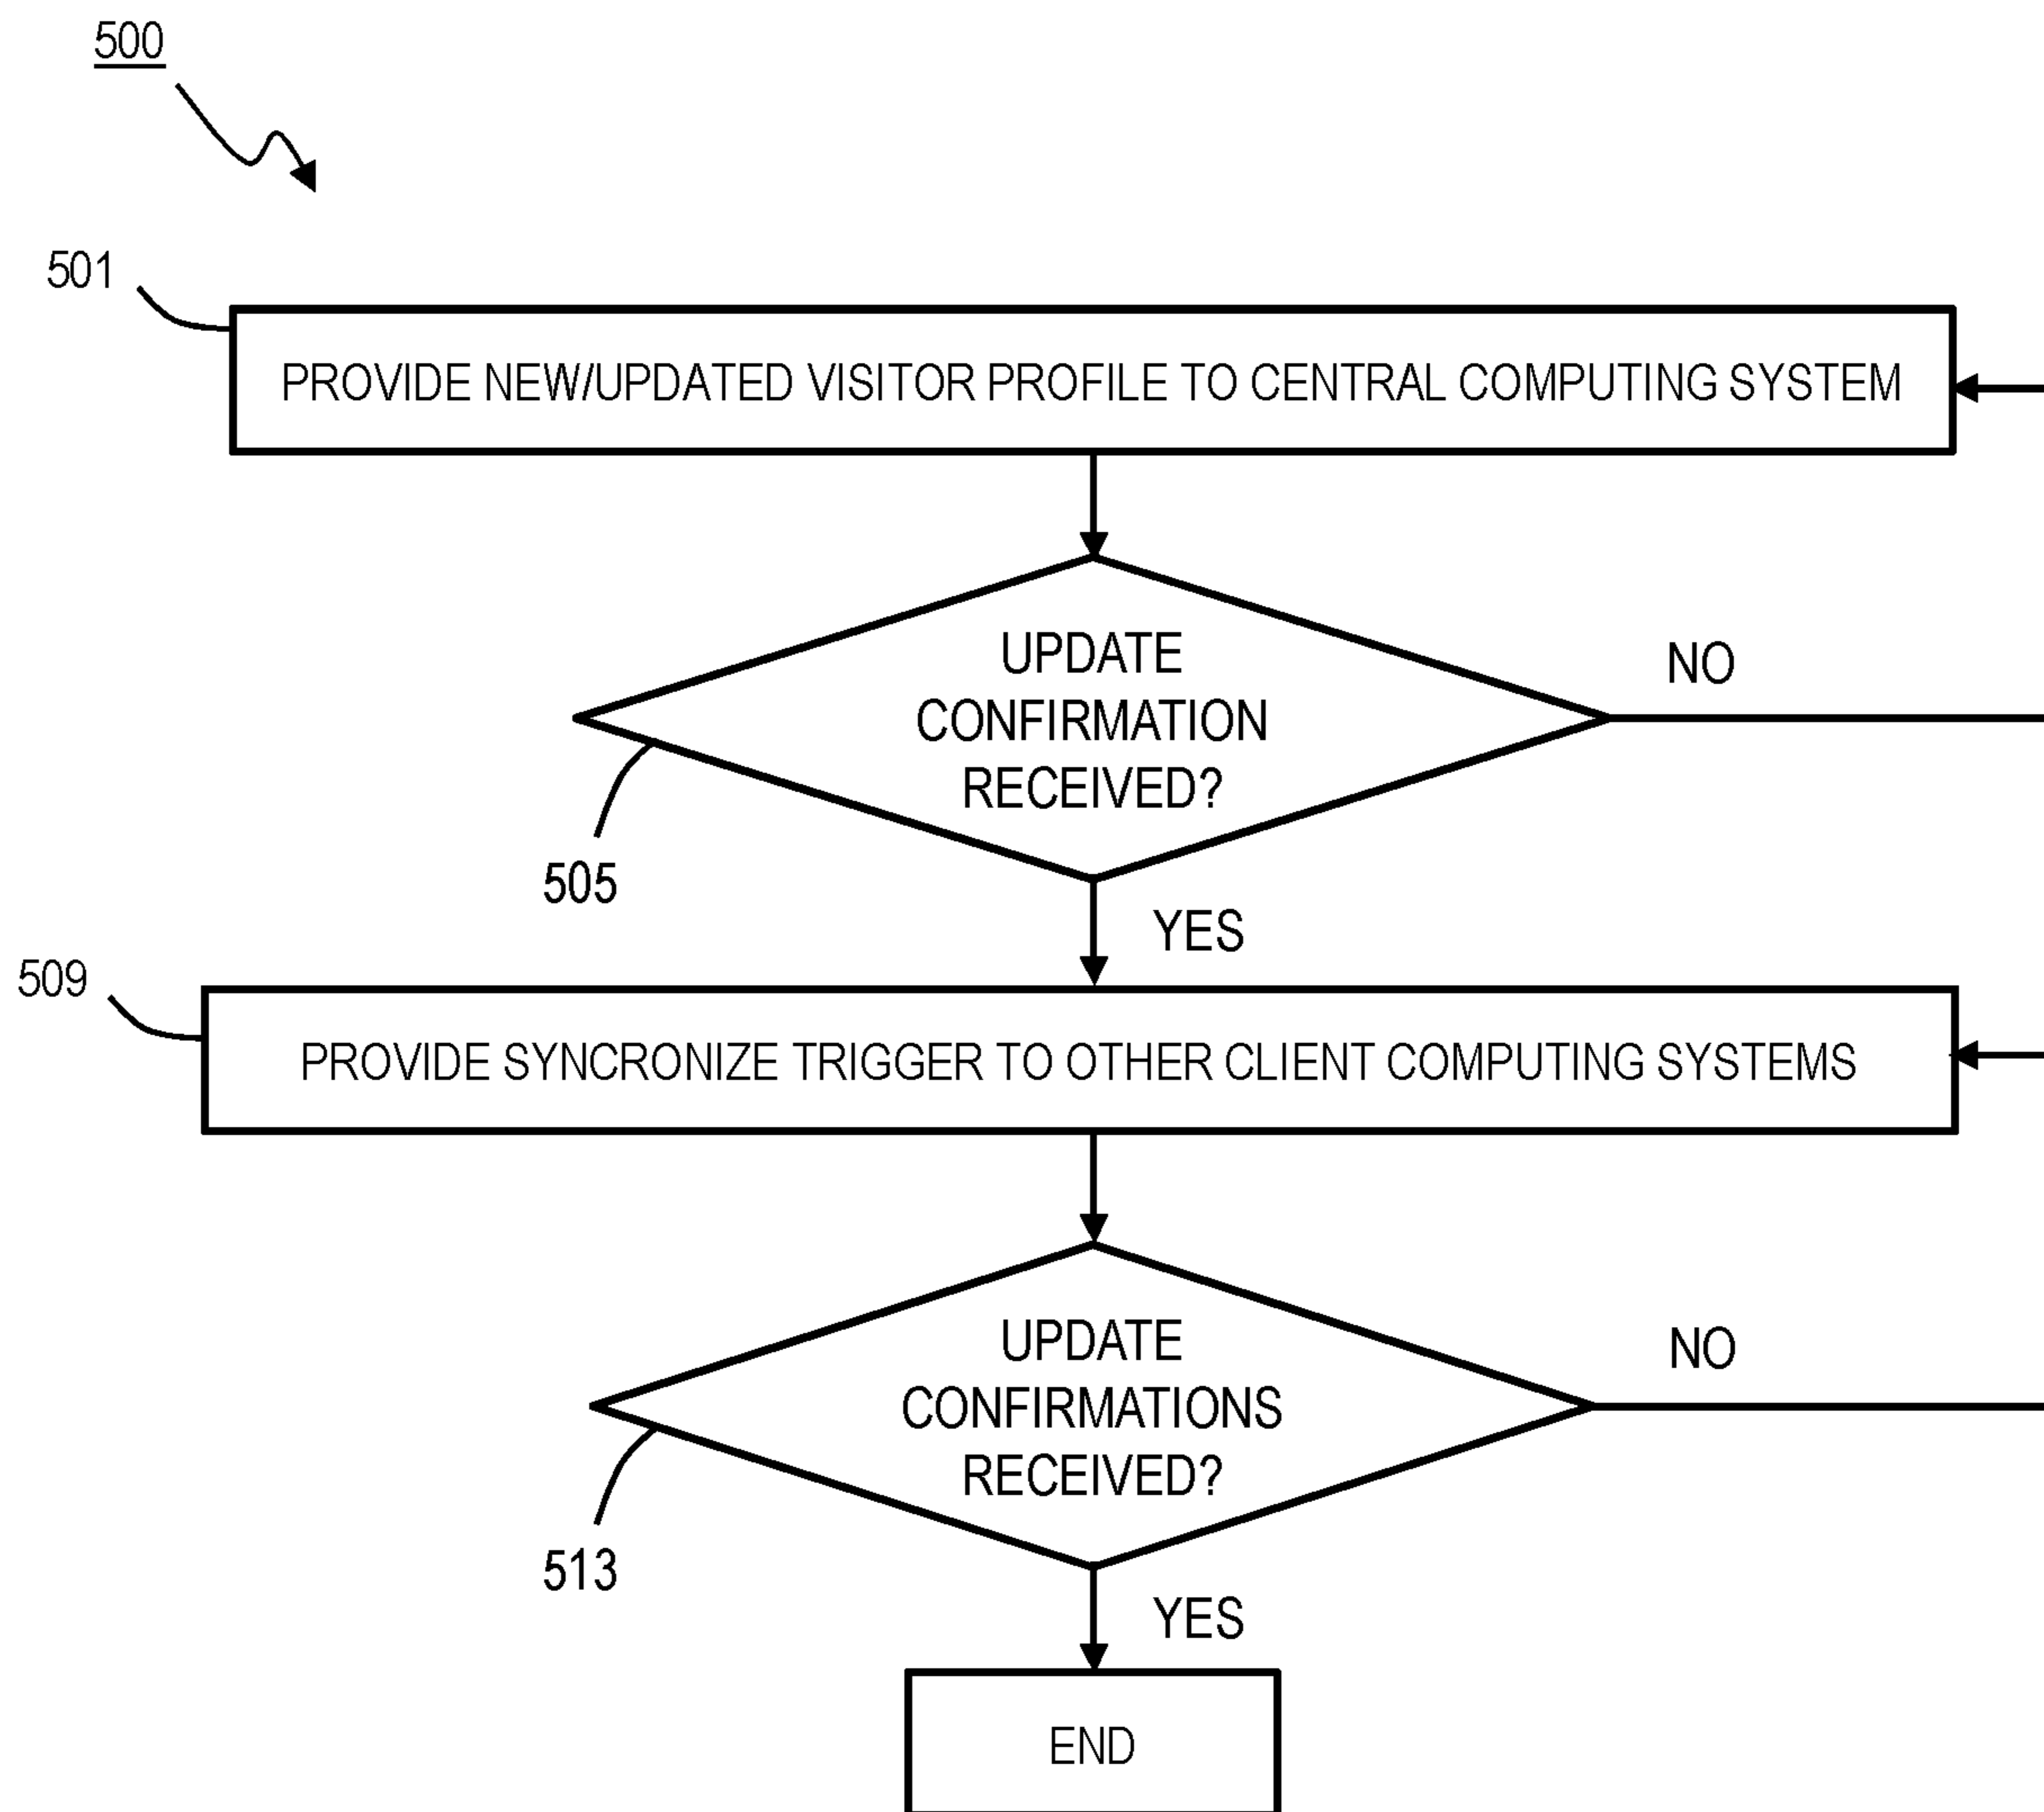 500
501
PROVIDE NEW/UPDATED VISITOR PROFILE TO CENTRAL COMPUTING SYSTEM
UPDATE
CONFIRMATION
RECEIVED?
NO
505
YES
509
PROVIDE SYNCRONIZE TRIGGER TO OTHER CLIENT COMPUTING SYSTEMS
UPDATE
CONFIRMATIONS
RECEIVED?
NO
513
YES
END